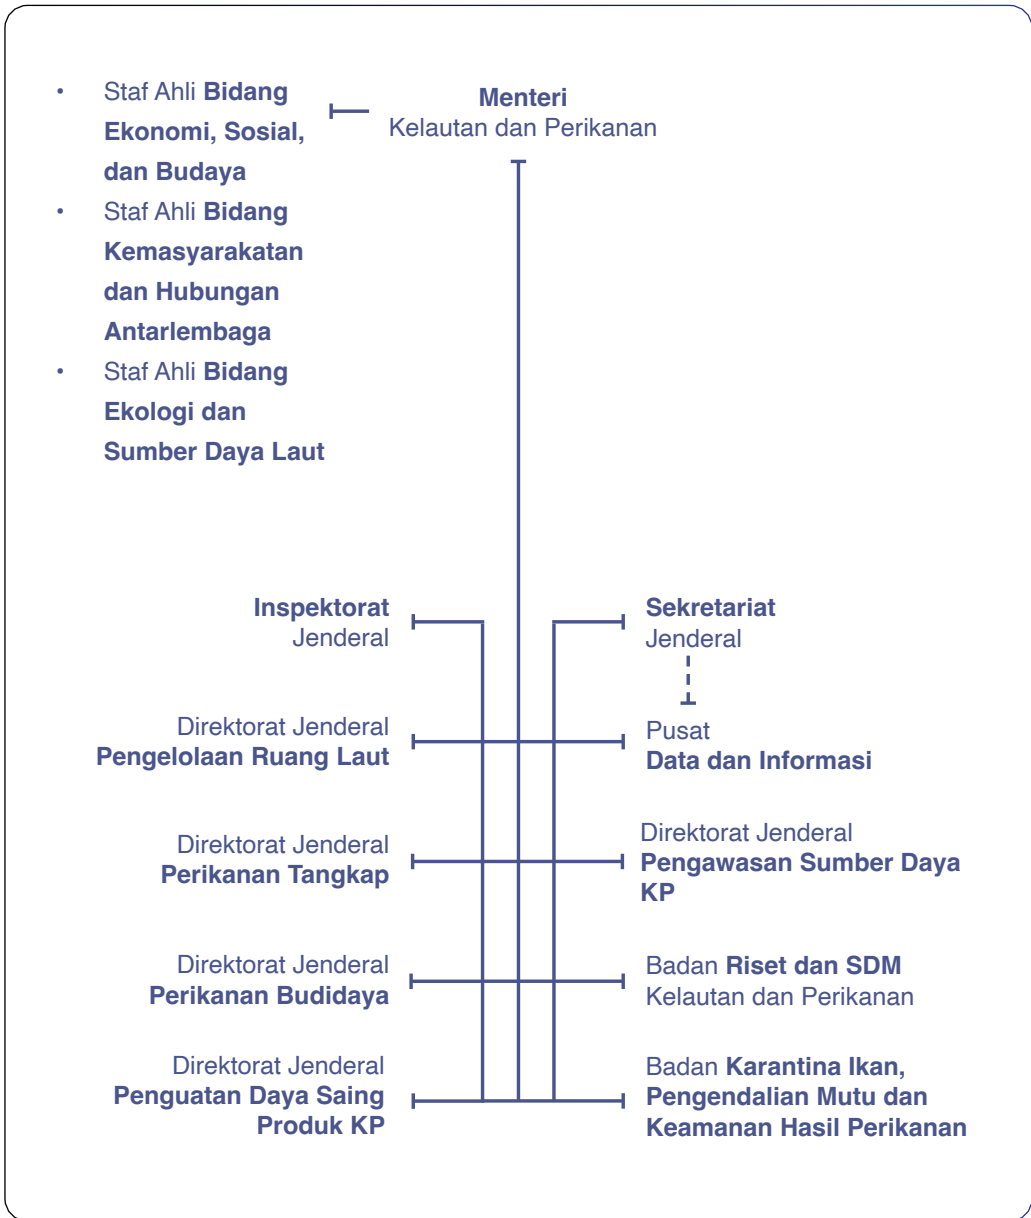 • Staf Ahli Bidang
Ekonomi, Sosial,
dan Budaya
• Staf Ahli Bidang
Kemasyarakatan
dan Hubungan
Antarlembaga
• Staf Ahli Bidang
Ekologi dan
Sumber Daya Laut
Menteri
Kelautan dan Perikanan
Inspektorat
Jenderal
Sekretariat
Jenderal
Direktorat Jenderal
Pengelolaan Ruang Laut
Pusat
Data dan Informasi
Direktorat Jenderal
Perikanan Tangkap
Direktorat Jenderal
Pengawasan Sumber Daya
KP
Direktorat Jenderal
Perikanan Budidaya
Badan Riset dan SDM
Kelautan dan Perikanan
Direktorat Jenderal
Penguatan Daya Saing
Produk KP
Badan Karantina Ikan,
Pengendalian Mutu dan
Keamanan Hasil Perikanan